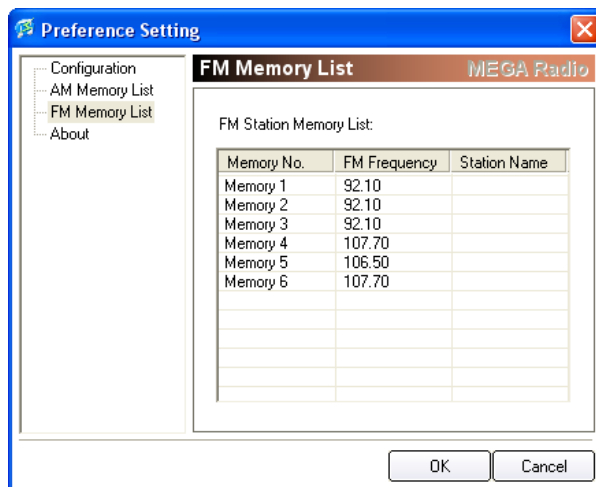 Preference Setting
Configuration
AM Memory List
FM Memory List
About
FM Memory List MEGA Radio
FM Station Memory List:
Memory No. FM Frequency Station Name
Memory 1 92.10
Memory 2 92.10
Memory 3 92.10
Memory 4 107.70
Memory 5 106.50
Memory 6 107.70
OK Cancel